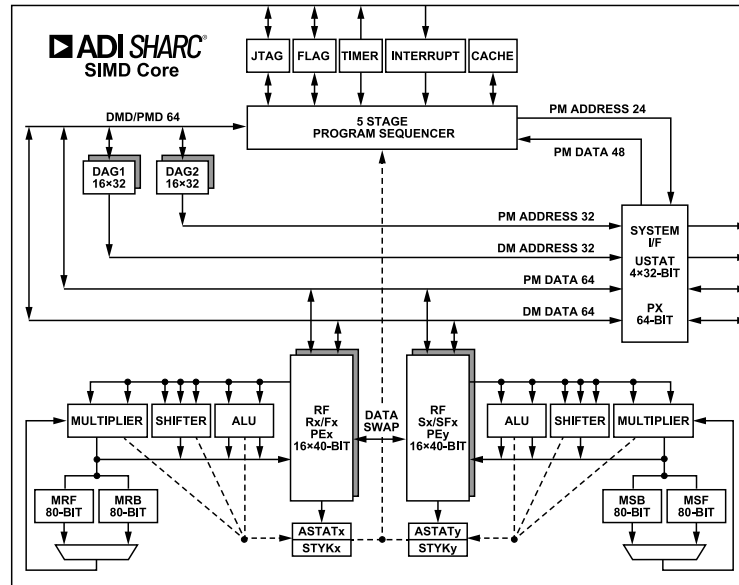 ADI SHARC®
SIMD Core
JTAG FLAG TIMER INTERRUPT CACHE
DMD/PMD 64
5 STAGE
PROGRAM SEQUENCER
PM ADDRESS 24
PM DATA 48
DAG1
16×32
DAG2
16×32
PM ADDRESS 32
DM ADDRESS 32
PM DATA 64
DM DATA 64
SYSTEM
I/F
USTAT
4×32-BIT
PX
64-BIT
MULTIPLIER SHIFTER ALU
RF
Rx/Fx
PEx
16×40-BIT
DATA
SWAP
RF
Sx/SFx
PEy
16×40-BIT
ALU SHIFTER MULTIPLIER
MRF
80-BIT
MRB
80-BIT
MSB
80-BIT
MSF
80-BIT
ASTATx
STYKx
ASTATy
STYKy